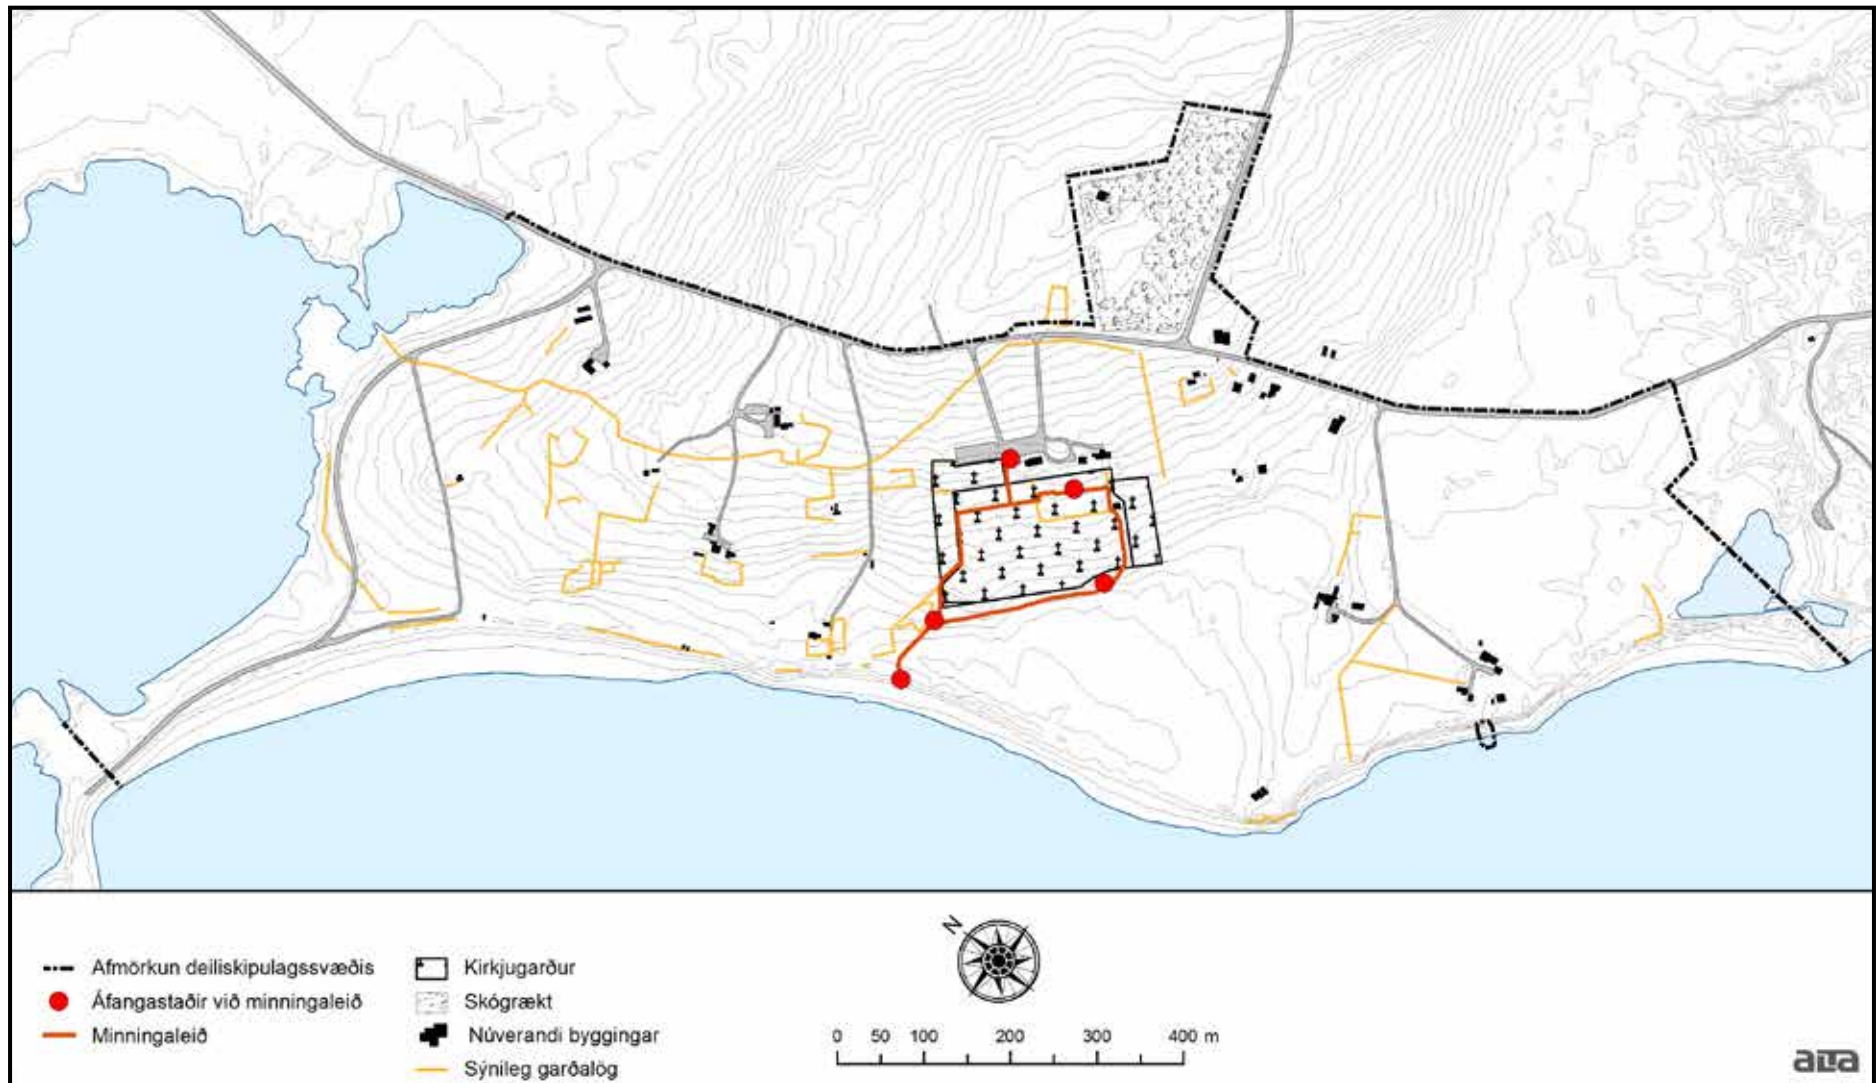 Afmörkun deiliskipulagssvæðis
Áfangastaðir við minningaleið
Minningaleið
Kirkjugarður
Skógrækt
Núverandi byggingar
Sýnileg garðalög
N
0 50 100 200 300 400 m
alta